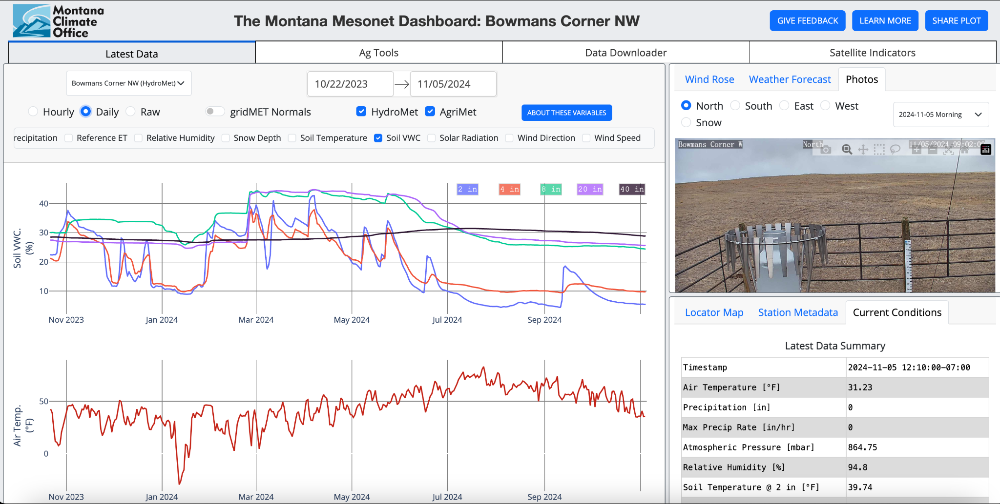 Montana
Climate
Office
The Montana Mesonet Dashboard: Bowmans Corner NW
GIVE FEEDBACK
LEARN MORE
SHARE PLOT
Latest Data
Ag Tools
Data Downloader
Satellite Indicators
Bowmans Corner NW (HydroMet)
10/22/2023
11/05/2024
Hourly
Daily
Raw
gridMET Normals
HydroMet
AgriMet
ABOUT THESE VARIABLES
recipitation
Reference ET
Relative Humidity
Snow Depth
Soil Temperature
Soil VWC
Solar Radiation
Wind Direction
Wind Speed
2 in
4 in
8 in
20 in
40 in
Soil VWC.
(%)
40
30
20
10
Nov 2023
Jan 2024
Mar 2024
May 2024
Jul 2024
Sep 2024
Air Temp.
(°F)
50
0
Nov 2023
Jan 2024
Mar 2024
May 2024
Jul 2024
Sep 2024
Wind Rose
Weather Forecast
Photos
North
South
East
West
Snow
2024-11-05 Morning
Bowmans Corner W
North
11/05/2024 09:02:00
Locator Map
Station Metadata
Current Conditions
Latest Data Summary
Timestamp 2024-11-05 12:10:00-07:00
Air Temperature [°F] 31.23
Precipitation [in] 0
Max Precip Rate [in/hr] 0
Atmospheric Pressure [mbar] 864.75
Relative Humidity [%] 94.8
Soil Temperature @ 2 in [°F] 39.74